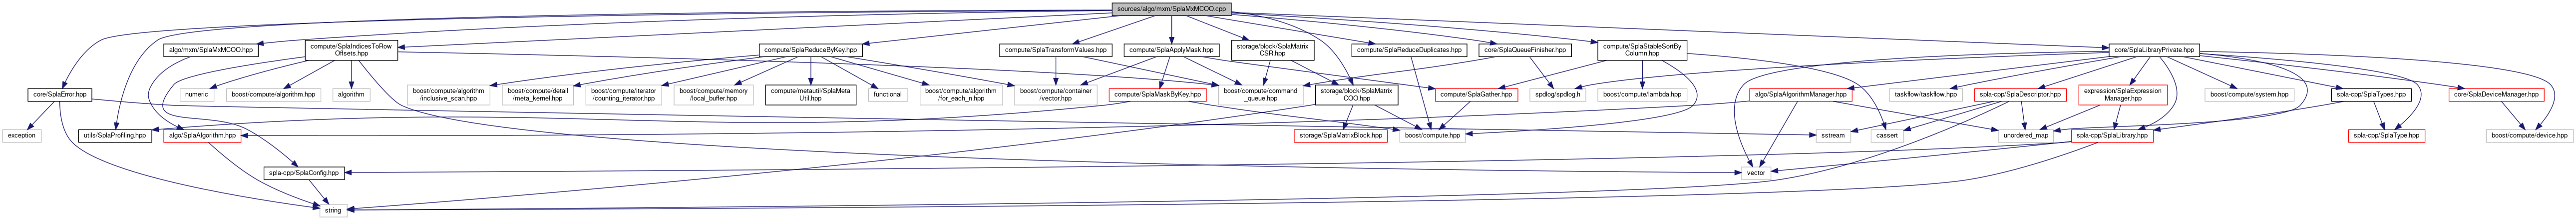 sources/algo/mxm/SplaMxMCOO.cpp
algo/mxm/SplaMxMCOO.hpp
compute/SplaIndicesToRow
Offsets.hpp
compute/SplaReduceByKey.hpp
compute/SplaTransformValues.hpp
compute/SplaApplyMask.hpp
storage/block/SplaMatrix
CSR.hpp
compute/SplaReduceDuplicates.hpp
core/SplaQueueFinisher.hpp
compute/SplaStableSortBy
Column.hpp
core/SplaLibraryPrivate.hpp
core/SplaError.hpp
numeric
boost/compute/algorithm.hpp
algorithm
boost/compute/algorithm
/inclusive_scan.hpp
boost/compute/detail
/meta_kernel.hpp
boost/compute/iterator
/counting_iterator.hpp
boost/compute/memory
/local_buffer.hpp
compute/metautil/SplaMeta
Util.hpp
functional
boost/compute/algorithm
/for_each_n.hpp
boost/compute/container
/vector.hpp
compute/SplaMaskByKey.hpp
boost/compute/command
_queue.hpp
storage/block/SplaMatrix
COO.hpp
compute/SplaGather.hpp
spdlog/spdlog.h
boost/compute/lambda.hpp
algo/SplaAlgorithmManager.hpp
taskflow/taskflow.hpp
spla-cpp/SplaDescriptor.hpp
expression/SplaExpression
Manager.hpp
boost/compute/system.hpp
spla-cpp/SplaTypes.hpp
core/SplaDeviceManager.hpp
exception
utils/SplaProfiling.hpp
algo/SplaAlgorithm.hpp
storage/SplaMatrixBlock.hpp
boost/compute.hpp
sstream
cassert
unordered_map
spla-cpp/SplaLibrary.hpp
spla-cpp/SplaType.hpp
boost/compute/device.hpp
spla-cpp/SplaConfig.hpp
vector
string